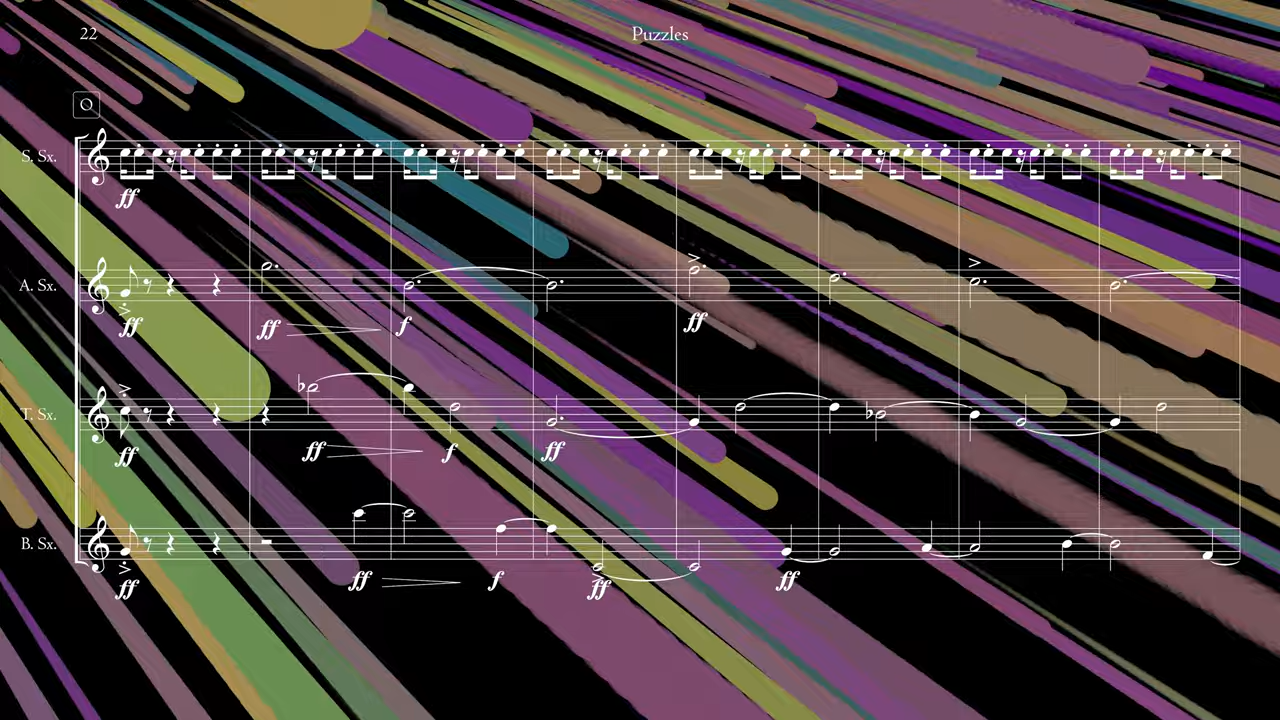 22
Puzzles
O
S. Sx.
ff
A. Sx.
ff ff f ff
T. Sx.
ff ff f ff
B. Sx.
ff ff f ff ff